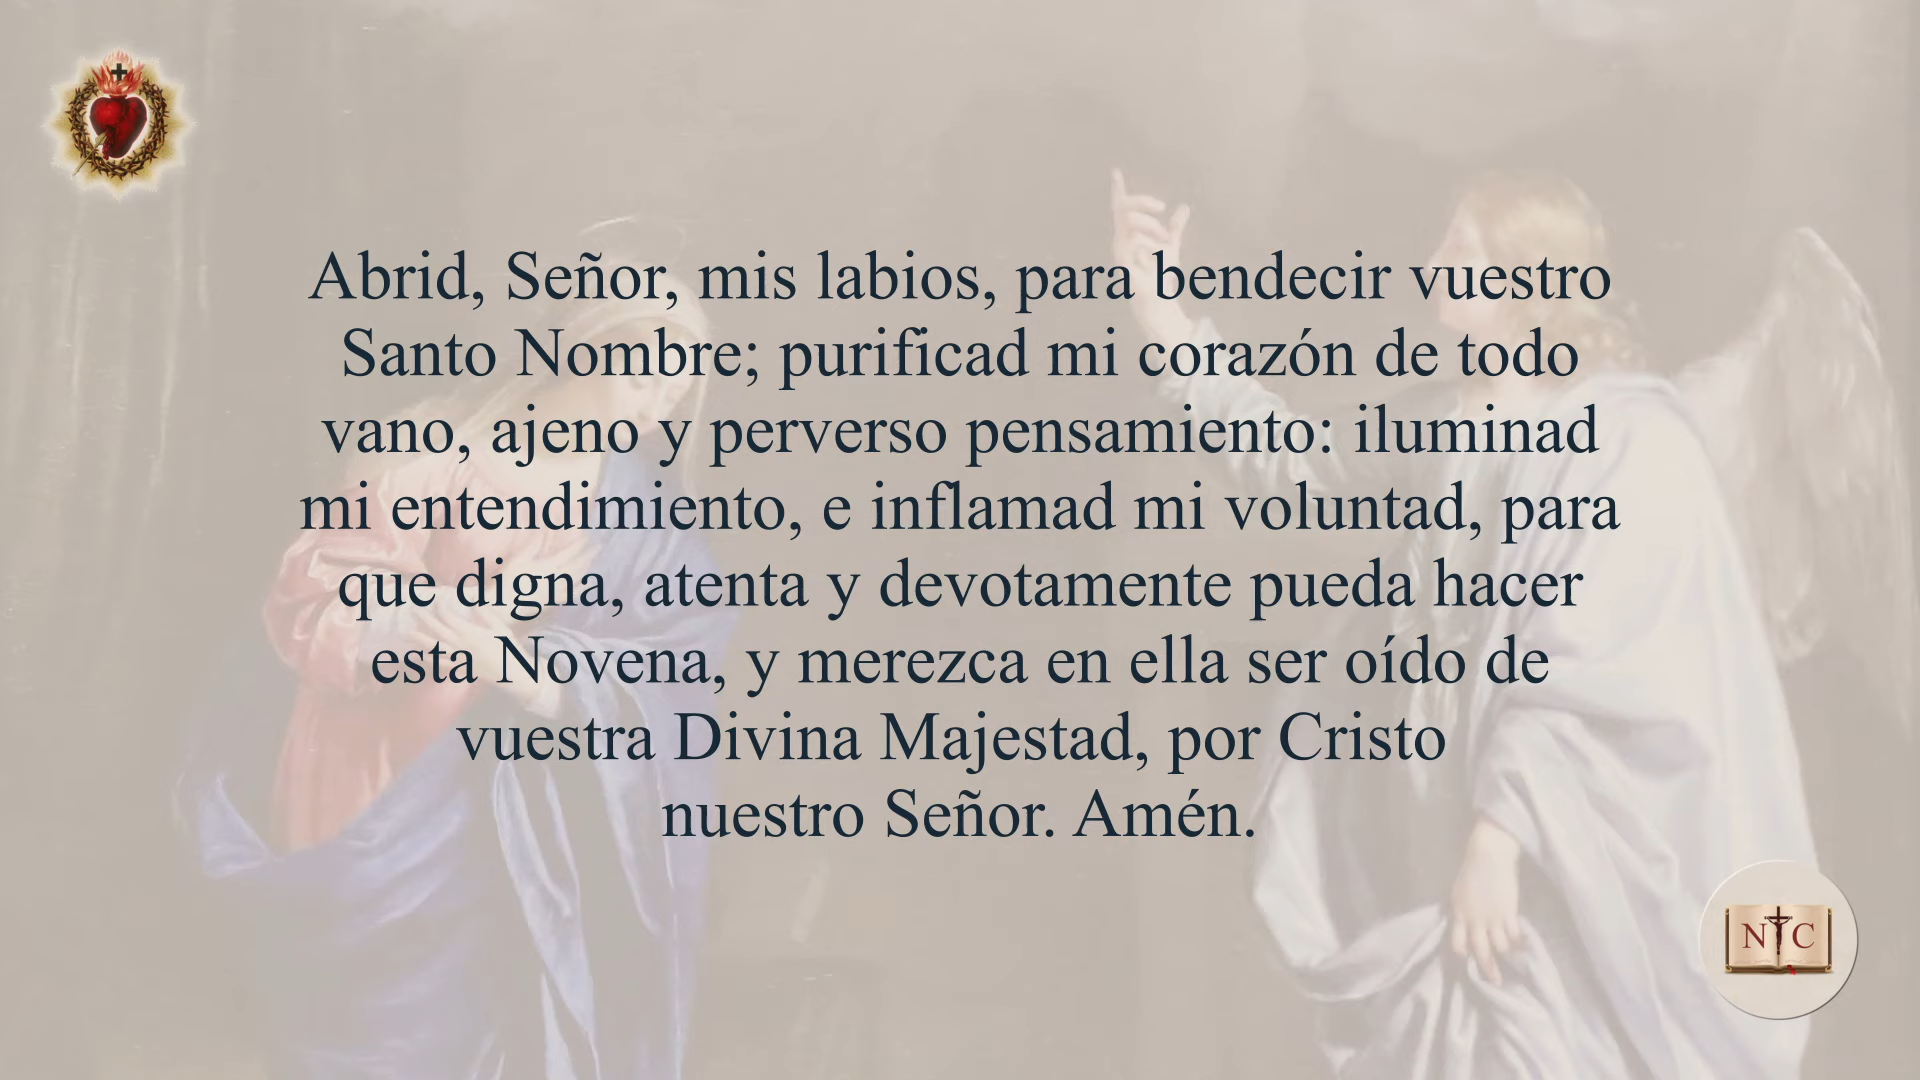 Abrid, Señor, mis labios, para bendecir vuestro
Santo Nombre; purificad mi corazón de todo
vano, ajeno y perverso pensamiento: iluminad
mi entendimiento, e inflamad mi voluntad, para
que digna, atenta y devotamente pueda hacer
esta Novena, y merezca en ella ser oído de
vuestra Divina Majestad, por Cristo
nuestro Señor. Amén.
N C